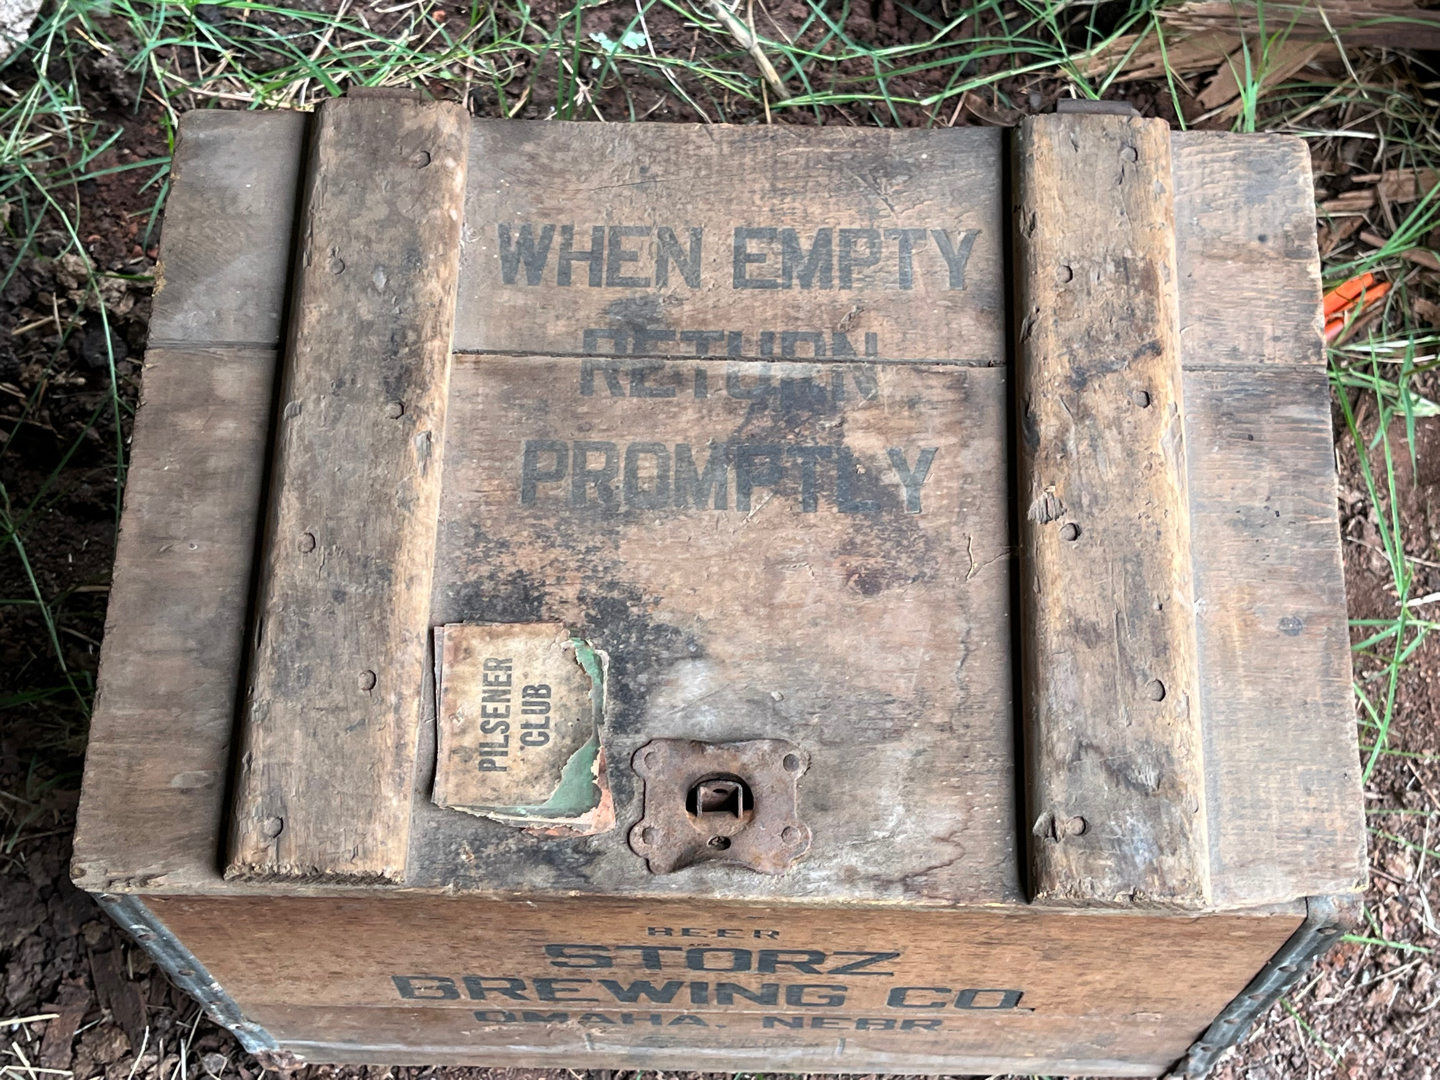 WHEN EMPTY
RETURN
PROMPTLY
PILSENER
CLUB
BEER
STORZ
BREWING CO.
OMAHA, NEBR